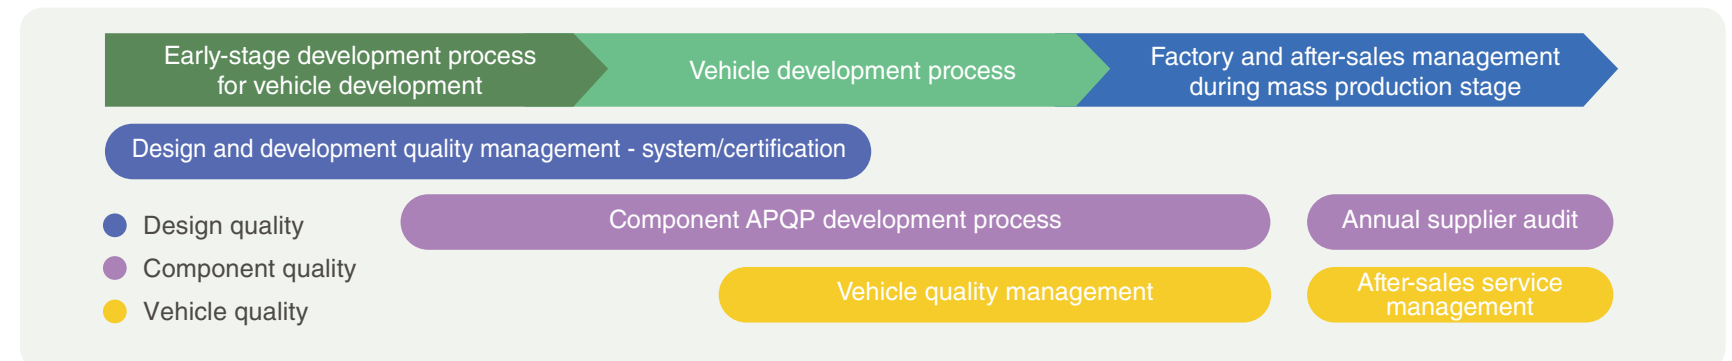 Early-stage development process
for vehicle development
Vehicle development process
Factory and after-sales management
during mass production stage
Design and development quality management - system/certification
Design quality
Component quality
Vehicle quality
Component APQP development process
Annual supplier audit
Vehicle quality management
After-sales service
management